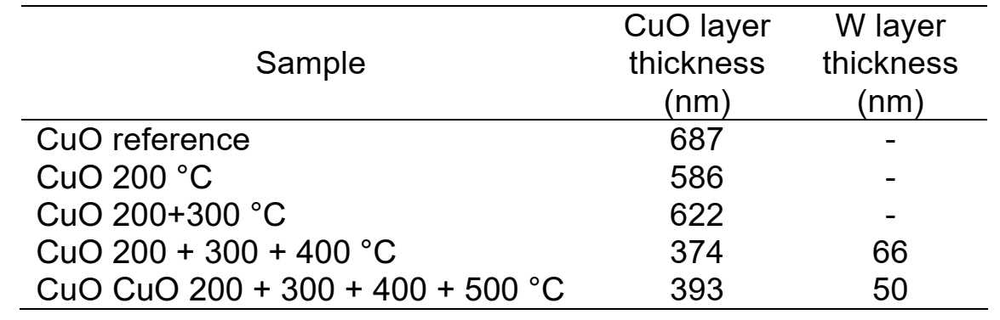 Sample CuO layer thickness (nm) W layer thickness (nm)
CuO reference 687 -
CuO 200 °C 586 -
CuO 200+300 °C 622 -
CuO 200 + 300 + 400 °C 374 66
CuO CuO 200 + 300 + 400 + 500 °C 393 50